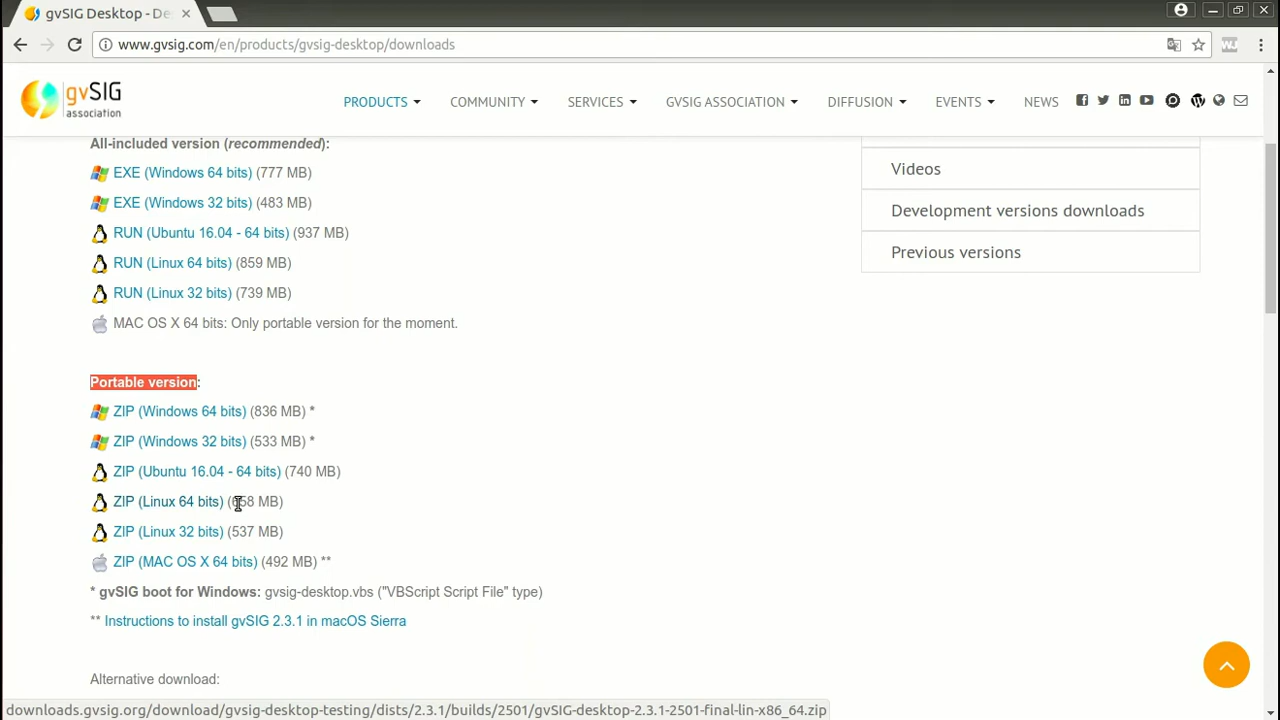 gvSIG Desktop - De
www.gvsig.com/en/products/gvsig-desktop/downloads
gvSIG
association
PRODUCTS
COMMUNITY
SERVICES
GVSIG ASSOCIATION
DIFFUSION
EVENTS
NEWS
All-included version (recommended):
EXE (Windows 64 bits) (777 MB)
EXE (Windows 32 bits) (483 MB)
RUN (Ubuntu 16.04 - 64 bits) (937 MB)
RUN (Linux 64 bits) (859 MB)
RUN (Linux 32 bits) (739 MB)
MAC OS X 64 bits: Only portable version for the moment.
Videos
Development versions downloads
Previous versions
Portable version:
ZIP (Windows 64 bits) (836 MB) *
ZIP (Windows 32 bits) (533 MB) *
ZIP (Ubuntu 16.04 - 64 bits) (740 MB)
ZIP (Linux 64 bits) (658 MB)
ZIP (Linux 32 bits) (537 MB)
ZIP (MAC OS X 64 bits) (492 MB) **
* gvSIG boot for Windows: gvsig-desktop.vbs ("VBScript Script File" type)
** Instructions to install gvSIG 2.3.1 in macOS Sierra
Alternative download:
downloads.gvsig.org/download/gvsig-desktop-testing/dists/2.3.1/builds/2501/gvSIG-desktop-2.3.1-2501-final-lin-x86_64.zip